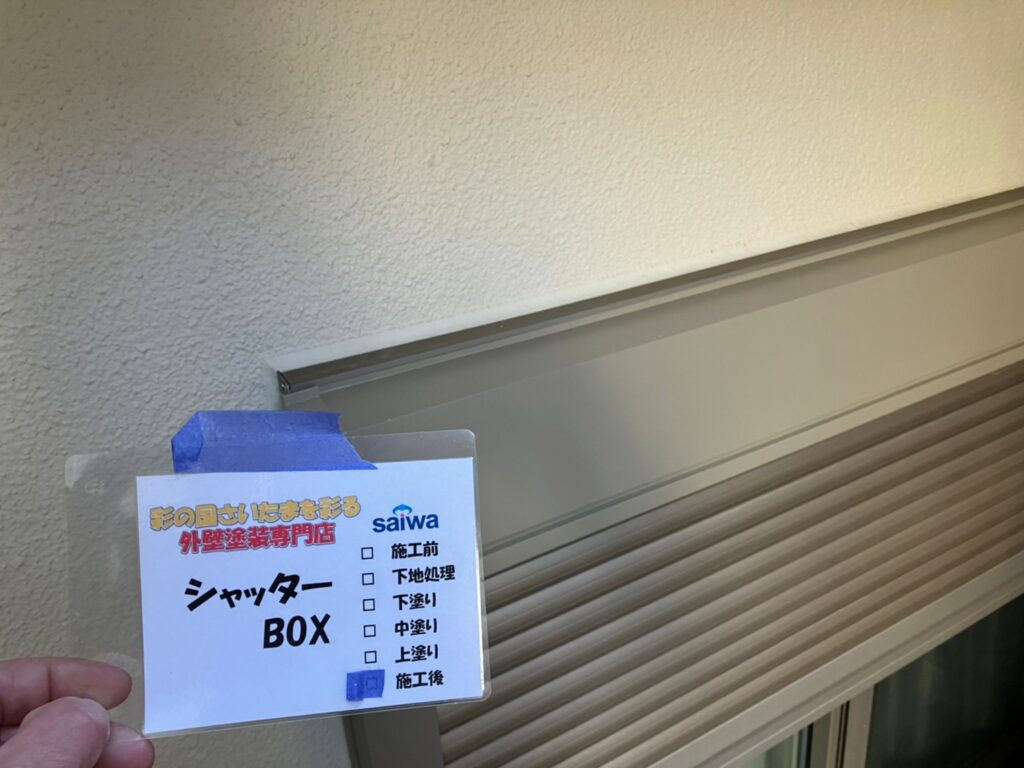 彩の国さいたまを彩る
外壁塗装専門店
saiwa
シャッター
BOX
□ 施工前
□ 下地処理
□ 下塗り
□ 中塗り
□ 上塗り
□ 施工後